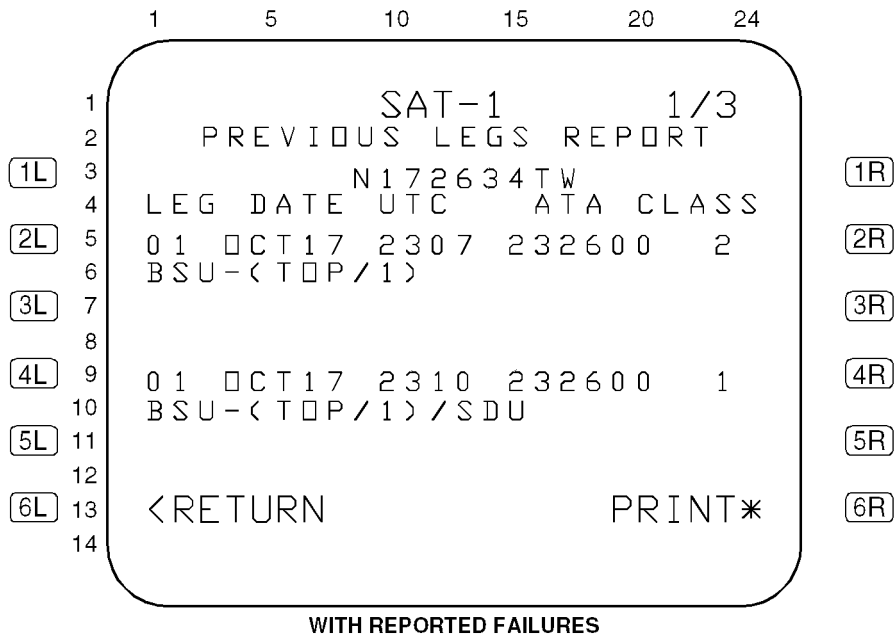 1 5 10 15 20 24
1 SAT-1 1/3
2 PREVIOUS LEGS REPORT
1L 3 N172634TW 1R
4 LEG DATE UTC ATA CLASS
2L 5 01 OCT17 2307 232600 2 2R
6 BSU-(TOP/1)
3L 7 3R
8
4L 9 01 OCT17 2310 232600 1 4R
10 BSU-(TOP/1)/SDU
5L 11 5R
12
6L 13 <RETURN PRINT* 6R
14
WITH REPORTED FAILURES